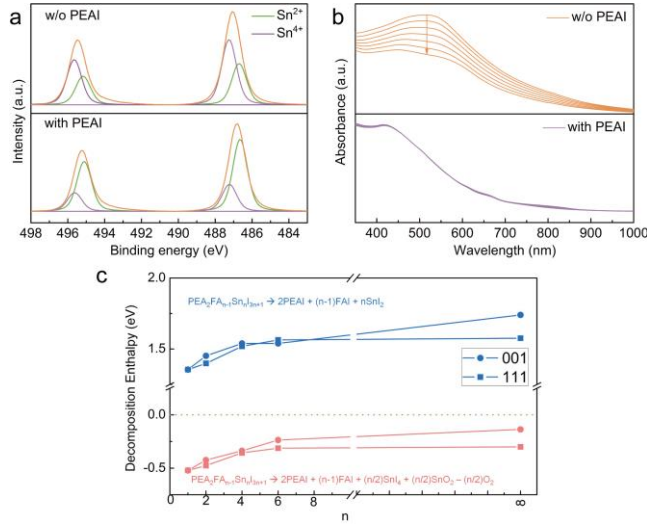 a
w/o PEAI
Sn²⁺
Sn⁴⁺
with PEAI
Intensity (a.u.)
498 496 494 492 490 488 486 484
Binding energy (eV)
b
w/o PEAI
with PEAI
Absorbance (a.u.)
400 500 600 700 800 900 1000
Wavelength (nm)
c
2.0
1.5
0.0
-0.5
Decomposition Enthalpy (eV)
PEA₂FAₙ₋₁SnₙI₃ₙ₊₁ → 2PEAI + (n-1)FAI + nSnI₂
001
111
PEA₂FAₙ₋₁SnₙI₃ₙ₊₁ → 2PEAI + (n-1)FAI + (n/2)SnI₄ + (n/2)SnO₂ – (n/2)O₂
0 2 4 6 8 8
n